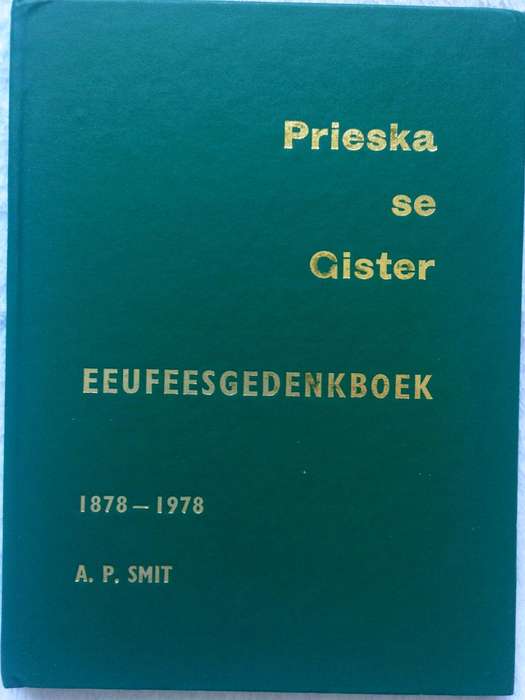 Prieska
se
Gister
EEUFEESGEDENKBOEK
1878 – 1978
A. P. SMIT